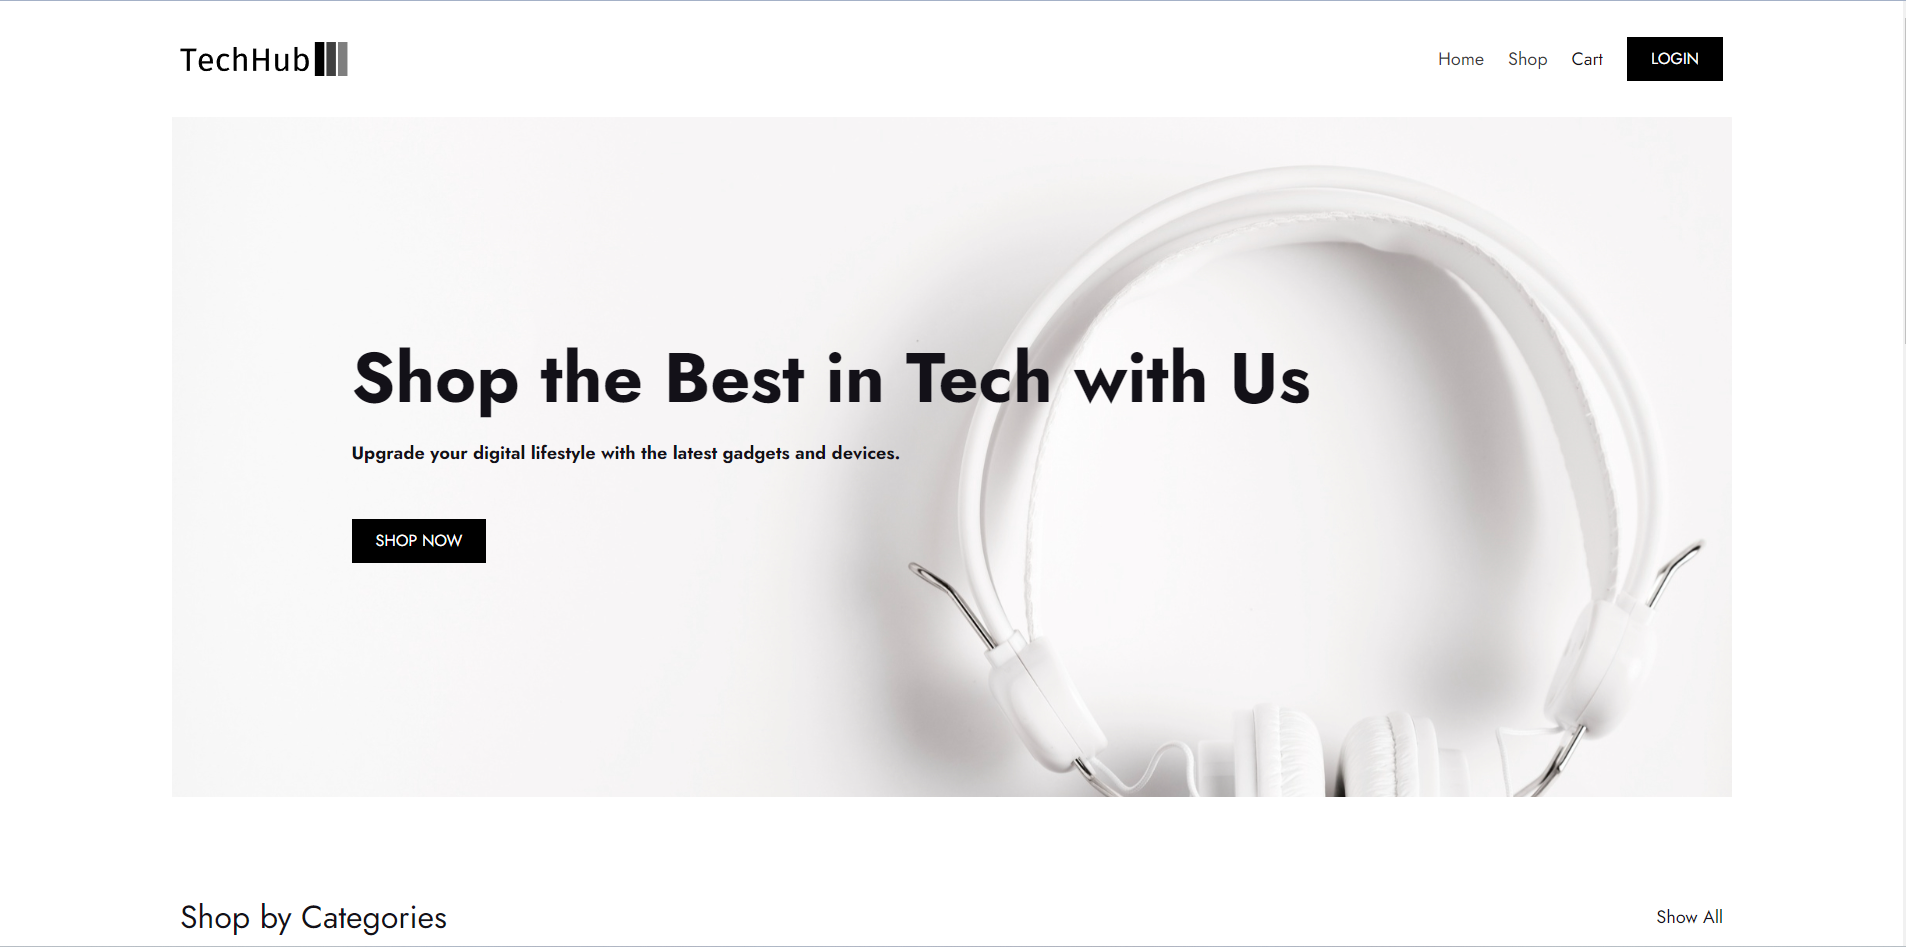 TechHub
Home Shop Cart LOGIN
Shop the Best in Tech with Us
Upgrade your digital lifestyle with the latest gadgets and devices.
SHOP NOW
Shop by Categories
Show All